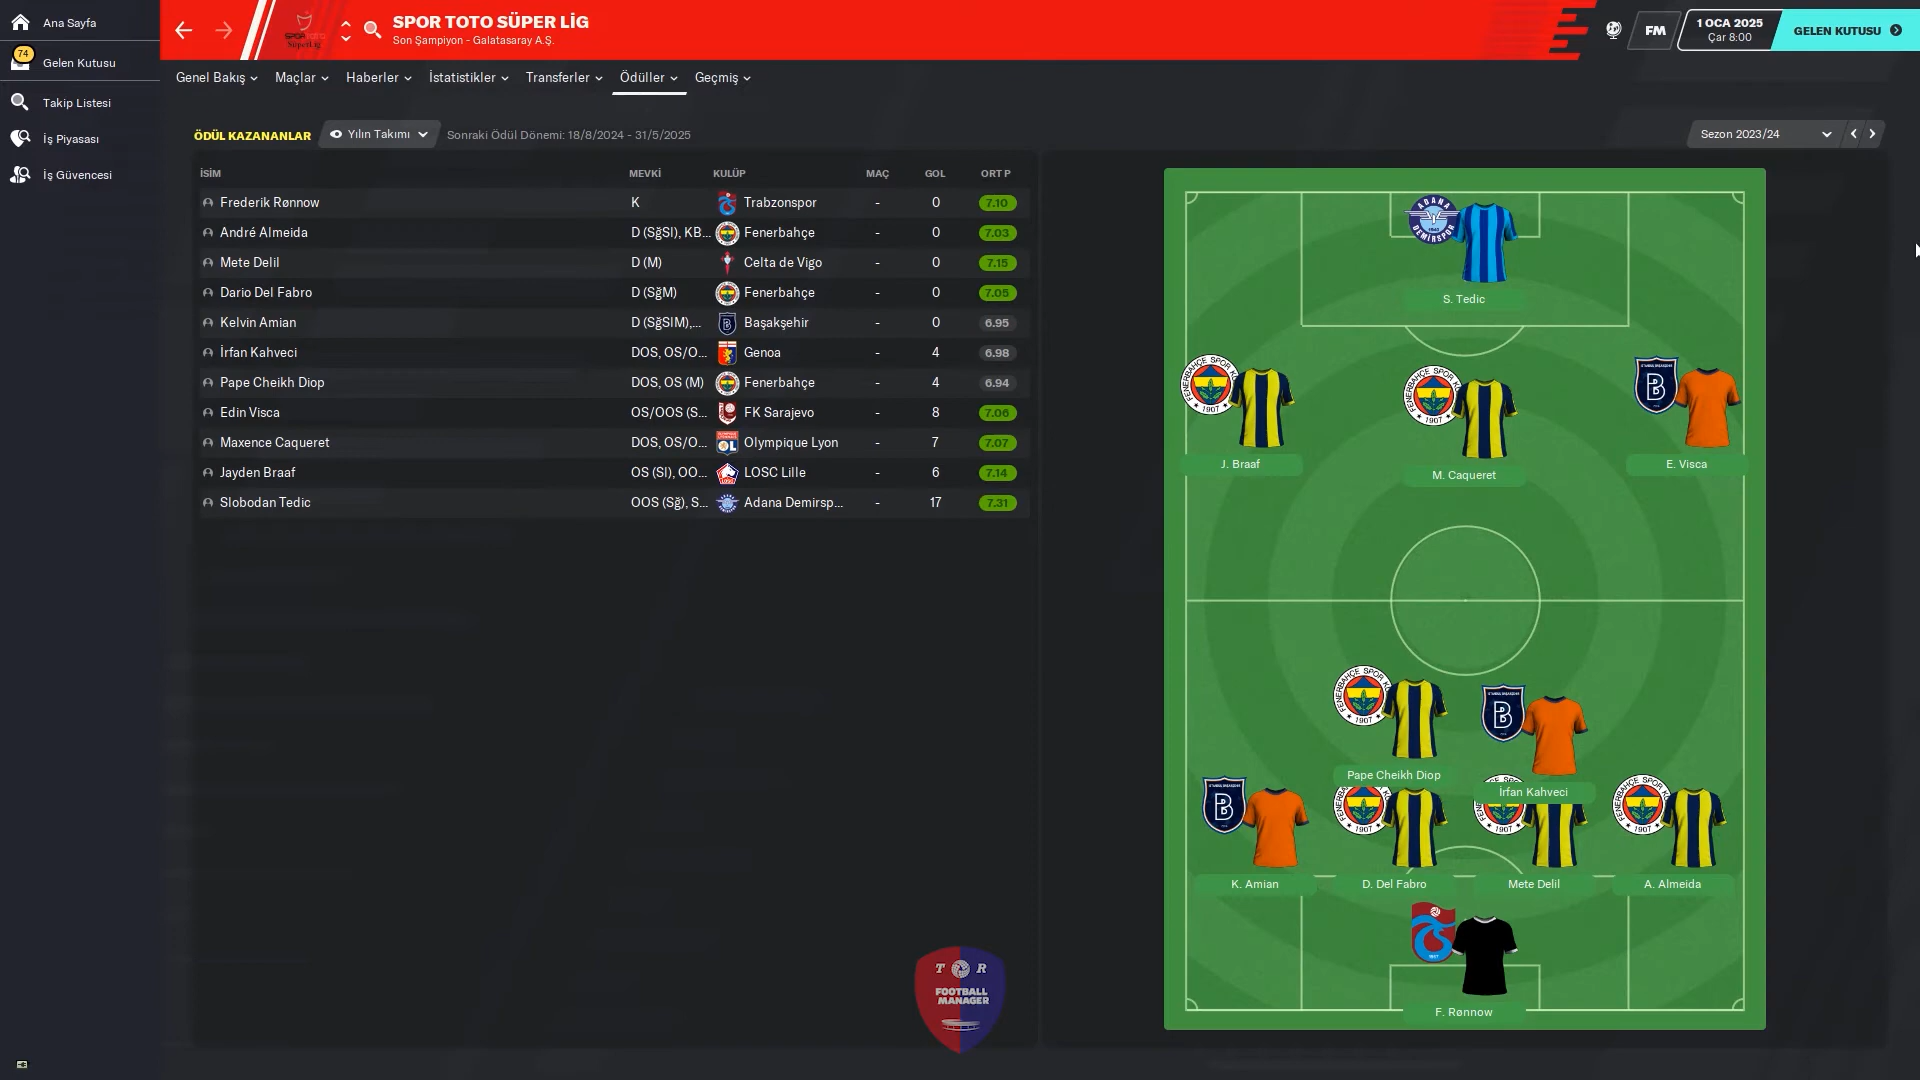 Ana Sayfa
74
Gelen Kutusu
Takip Listesi
İş Piyasası
İş Güvencesi
SPOR TOTO SÜPER LİG
Son Şampiyon - Galatasaray A.Ş.
FM
1 OCA 2025
Çar 8:00
GELEN KUTUSU
Genel Bakış
Maçlar
Haberler
İstatistikler
Transferler
Ödüller
Geçmiş
ÖDÜL KAZANANLAR
Yılın Takımı
Sonraki Ödül Dönemi: 18/8/2024 - 31/5/2025
Sezon 2023/24
İSİM MEVKİ KULÜP MAÇ GOL ORT P
Frederik Rønnow K Trabzonspor - 0 7.10
André Almeida D (SğSl), KB... Fenerbahçe - 0 7.03
Mete Delil D (M) Celta de Vigo - 0 7.15
Dario Del Fabro D (SğM) Fenerbahçe - 0 7.05
Kelvin Amian D (SğSlM),... Başakşehir - 0 6.95
İrfan Kahveci DOS, OS/O... Genoa - 4 6.98
Pape Cheikh Diop DOS, OS (M) Fenerbahçe - 4 6.94
Edin Visca OS/OOS (S... FK Sarajevo - 8 7.06
Maxence Caqueret DOS, OS/O... Olympique Lyon - 7 7.07
Jayden Braaf OS (Sl), OO... LOSC Lille - 6 7.14
Slobodan Tedic OOS (Sğ), S... Adana Demirsp... - 17 7.31
ADANA
DEMİRSPOR
S. Tedic
J. Braaf
M. Caqueret
E. Visca
Pape Cheikh Diop
İrfan Kahveci
K. Amian
D. Del Fabro
Mete Delil
A. Almeida
F. Rønnow
T R
FOOTBALL
MANAGER